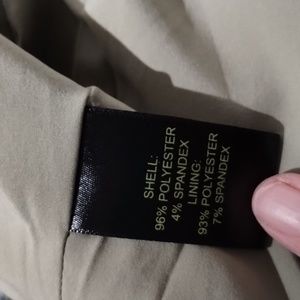 SHELL:
96% POLYESTER
4% SPANDEX
LINING:
93% POLYESTER
7% SPANDEX